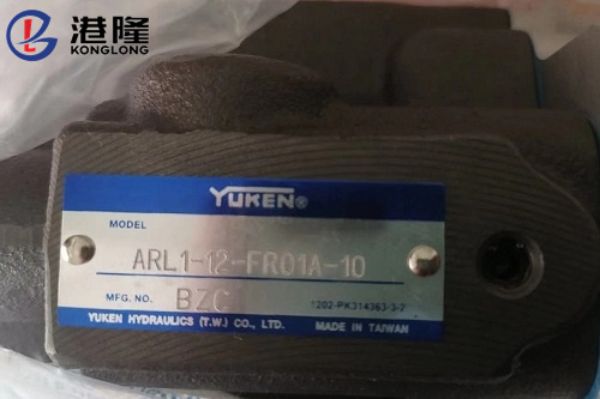 港隆
KONGLONG
YUKEN®
MODEL
ARL1-12-FR01A-10
MFG. NO. BZC
1202-PK314363-3-2
YUKEN HYDRAULICS (T.W.) CO., LTD. MADE IN TAIWAN